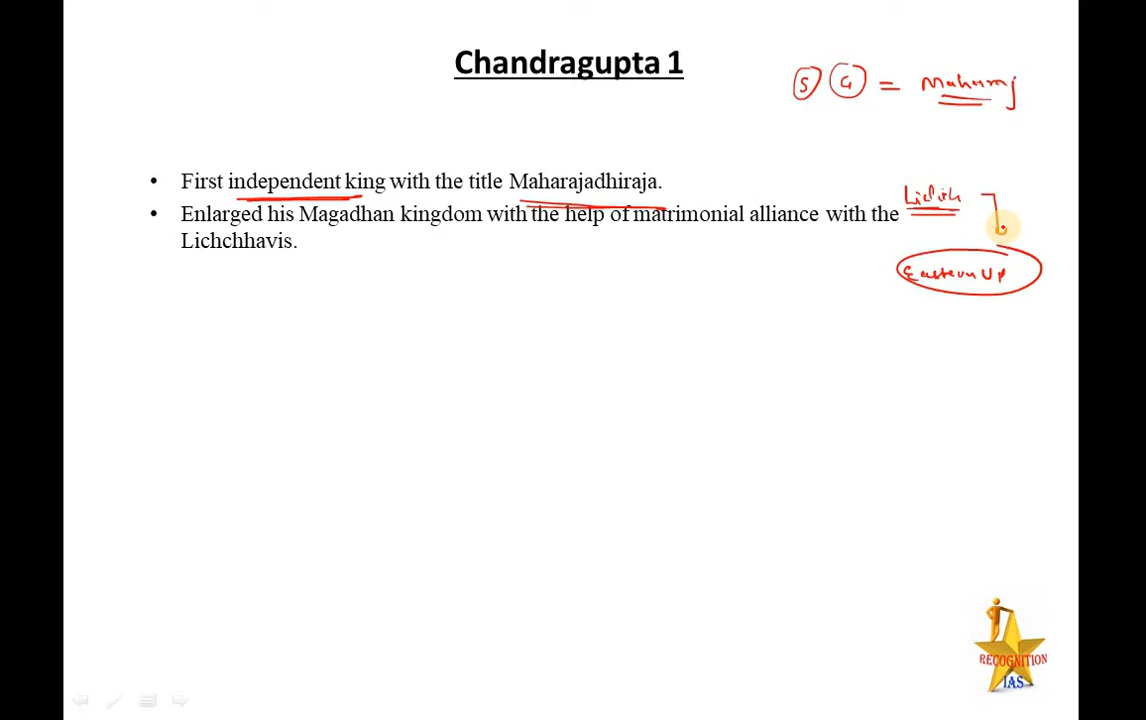 Chandragupta 1
S G = Maharaj
• First independent king with the title Maharajadhiraja.
• Enlarged his Magadhan kingdom with the help of matrimonial alliance with the
Lichchhavis.
Eastern UP
RECOGNITION
IAS